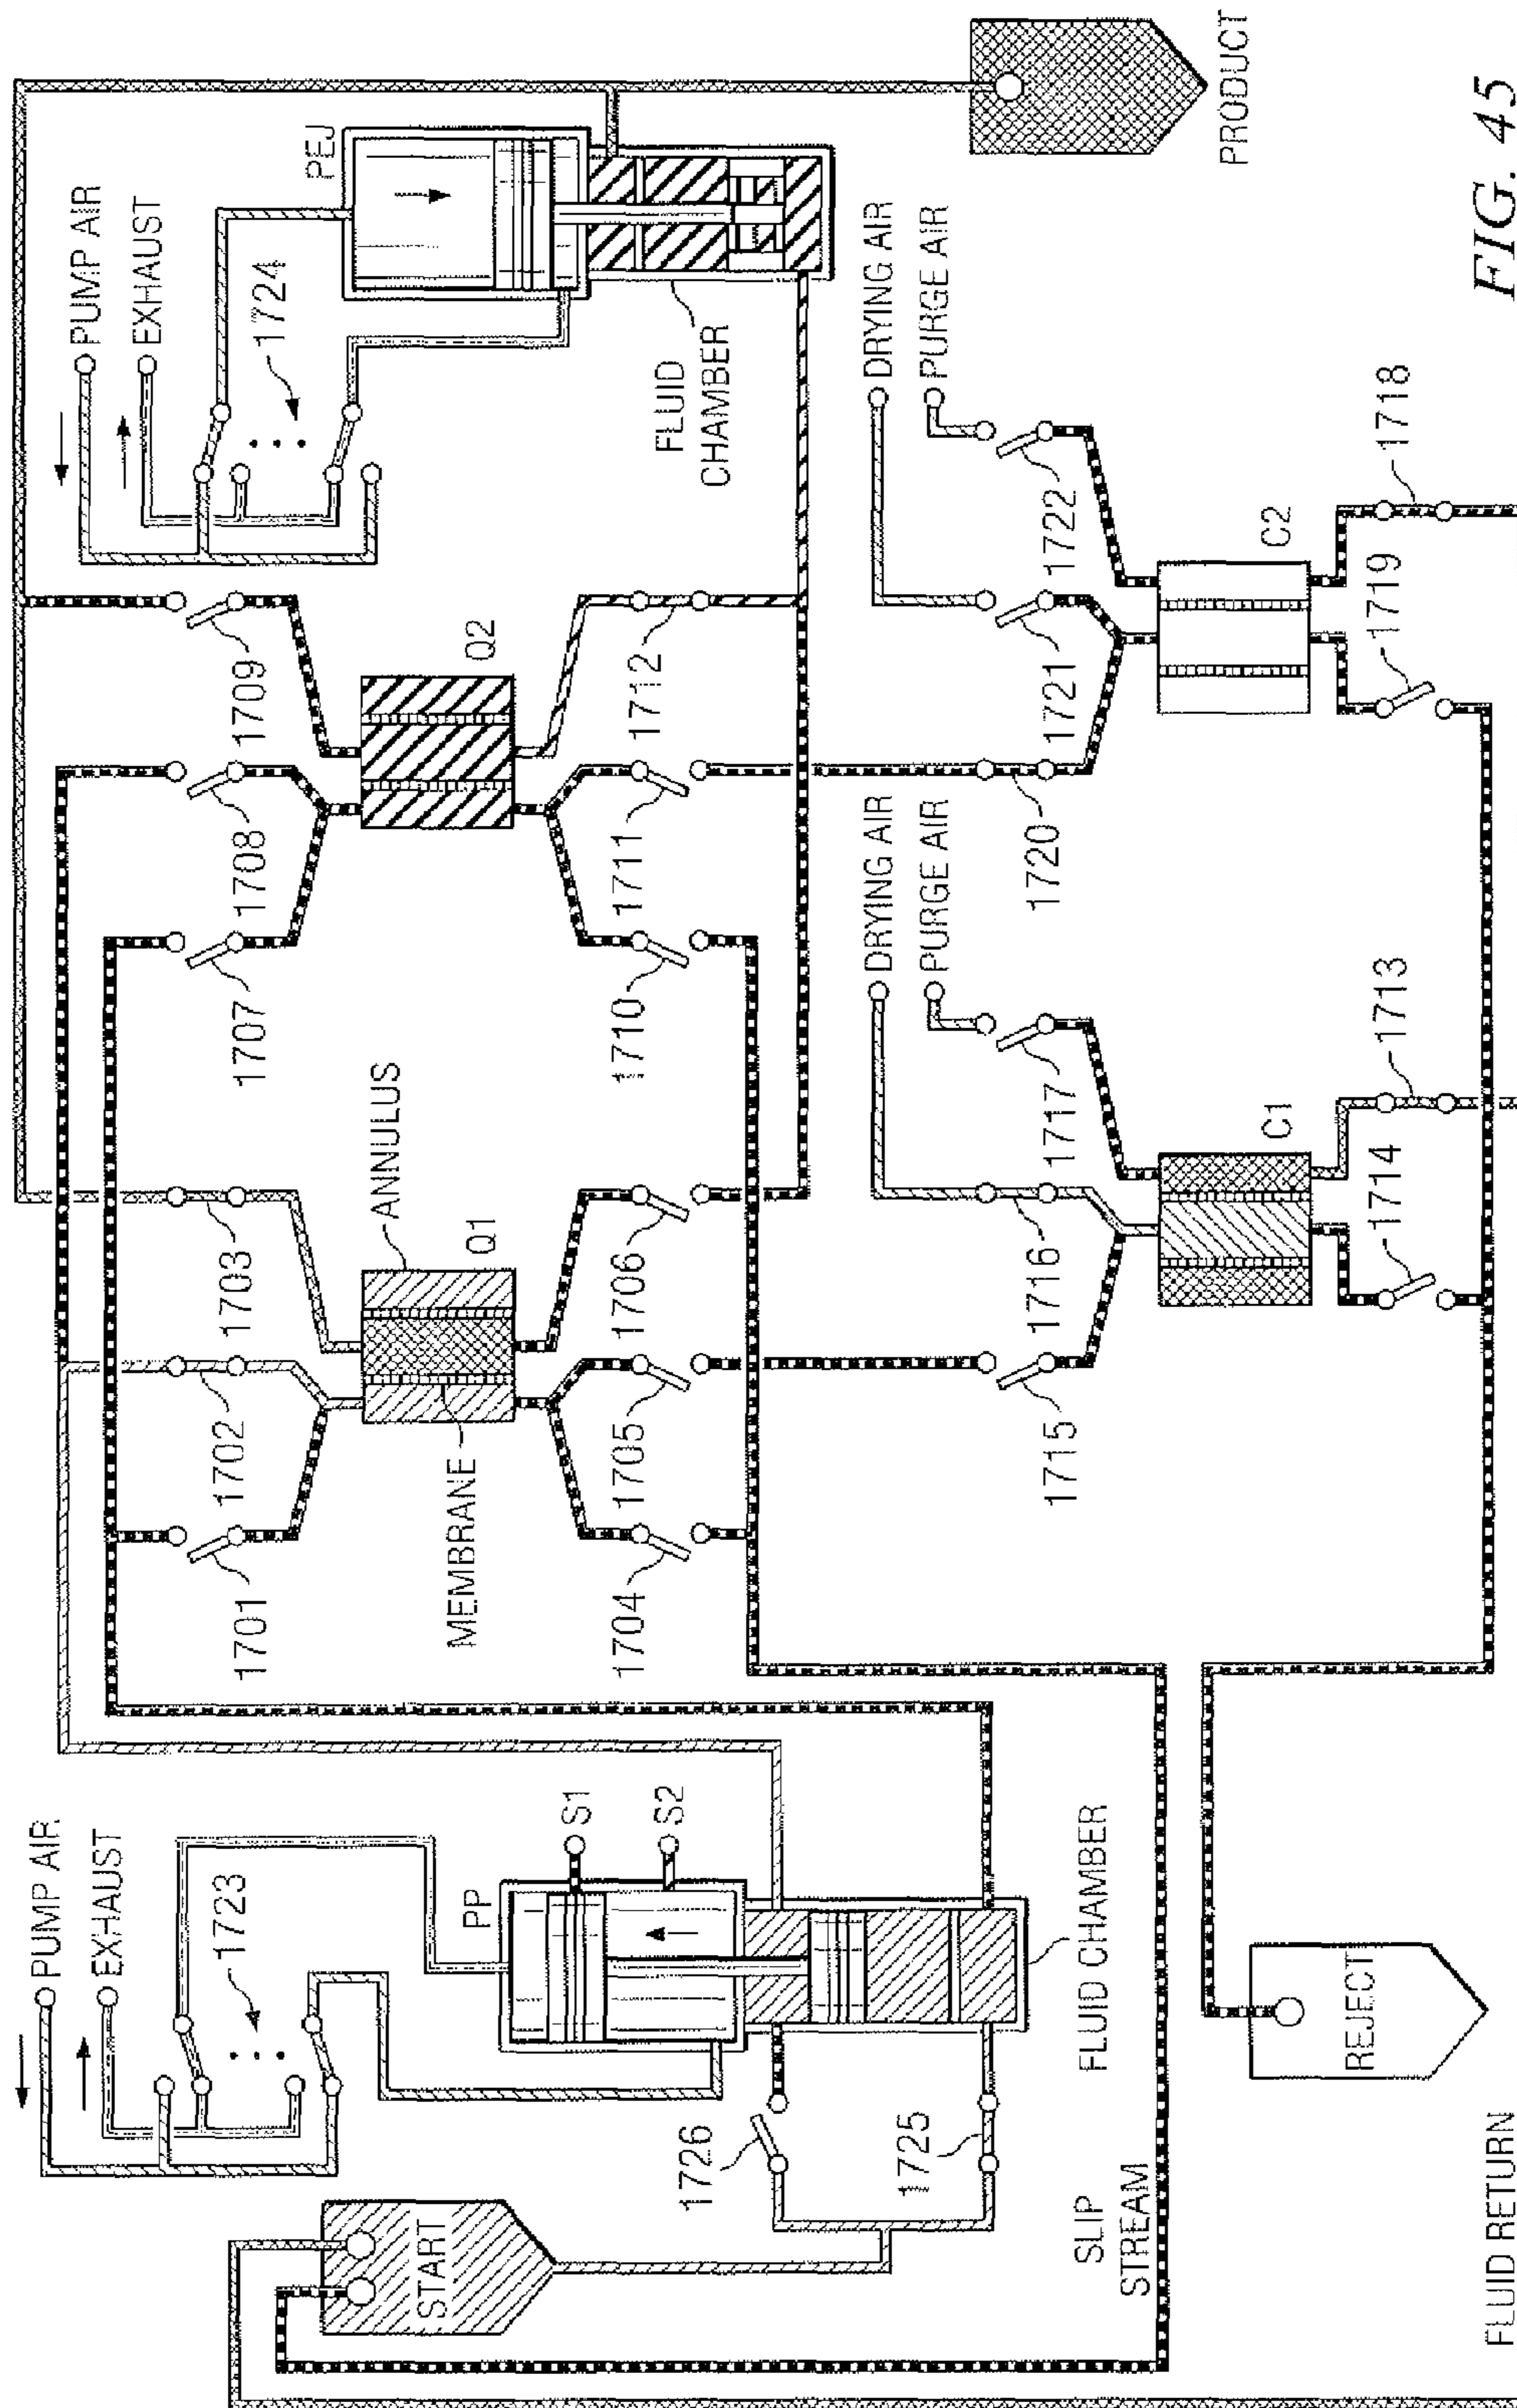 PUMP AIR
EXHAUST
1723
START
PP
S1
S2
1726
1725
FLUID CHAMBER
SLIP
STREAM
REJECT
FLUID RETURN
1701
1702
1703
MEMBRANE
ANNULUS
Q1
1704
1705
1706
1707
1708
1709
Q2
1710
1711
1712
PUMP AIR
EXHAUST
1724
PEJ
FLUID
CHAMBER
DRYING AIR
PURGE AIR
1715
1716
1717
C1
1714
1713
DRYING AIR
PURGE AIR
1720
1721
1722
C2
1719
1718
PRODUCT
FIG. 45